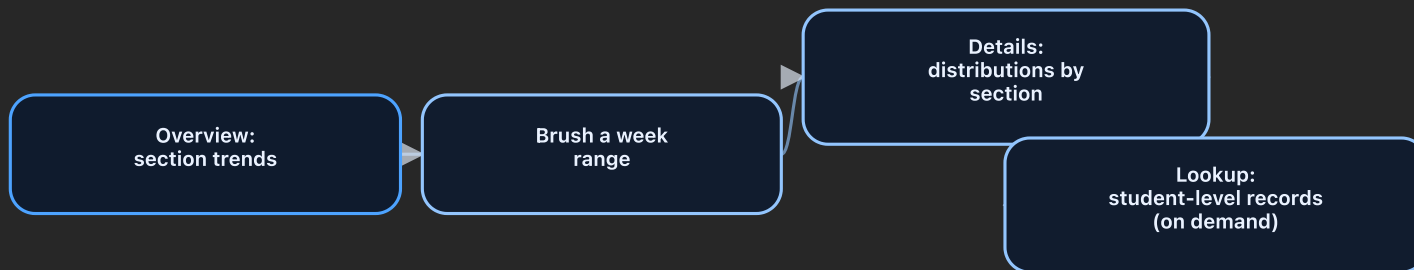 Overview:
section trends
Brush a week
range
Details:
distributions by
section
Lookup:
student-level records
(on demand)